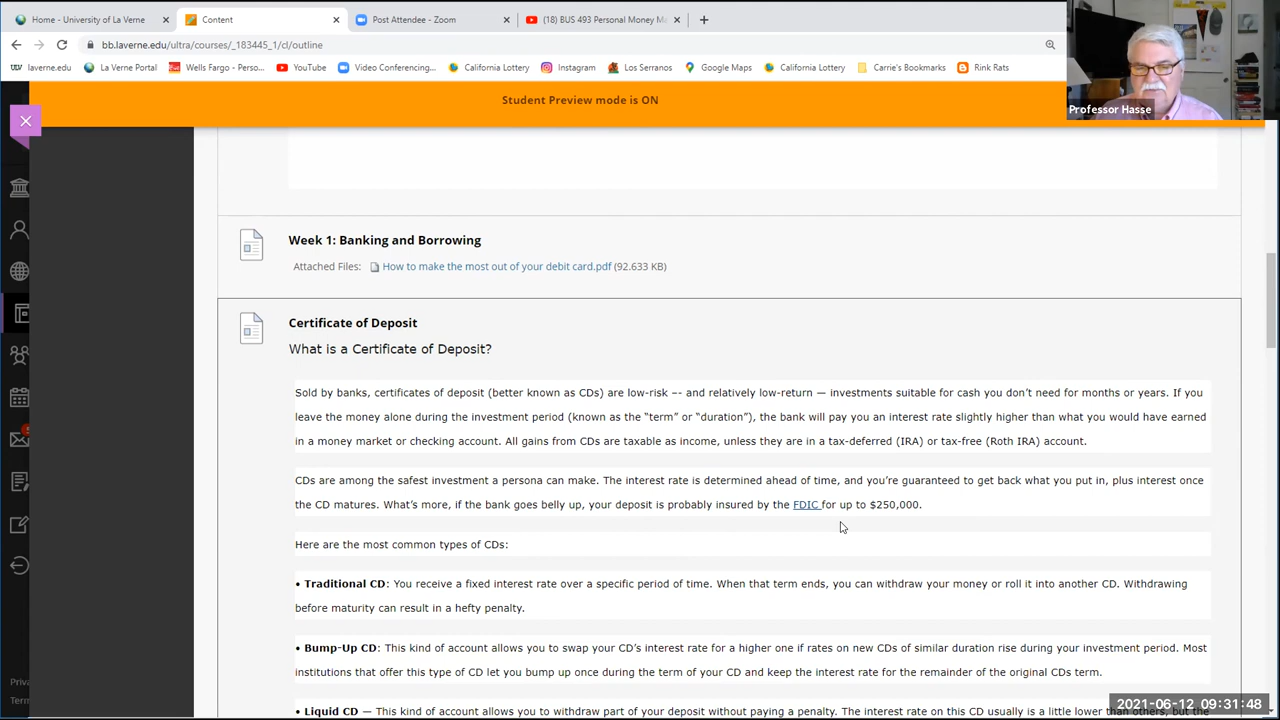 Home - University of La Verne
Content
Post Attendee - Zoom
(18) BUS 493 Personal Money Ma
bb.laverne.edu/ultra/courses/_183445_1/cl/outline
laverne.edu
La Verne Portal
Wells Fargo - Perso...
YouTube
Video Conferencing...
California Lottery
Instagram
Los Serranos
Google Maps
California Lottery
Carrie's Bookmarks
Rink Rats
Student Preview mode is ON
Professor Hasse
Week 1: Banking and Borrowing
Attached Files: How to make the most out of your debit card.pdf (92.633 KB)
Certificate of Deposit
What is a Certificate of Deposit?
Sold by banks, certificates of deposit (better known as CDs) are low-risk –- and relatively low-return — investments suitable for cash you don’t need for months or years. If you
leave the money alone during the investment period (known as the “term” or “duration”), the bank will pay you an interest rate slightly higher than what you would have earned
in a money market or checking account. All gains from CDs are taxable as income, unless they are in a tax-deferred (IRA) or tax-free (Roth IRA) account.
CDs are among the safest investment a persona can make. The interest rate is determined ahead of time, and you’re guaranteed to get back what you put in, plus interest once
the CD matures. What’s more, if the bank goes belly up, your deposit is probably insured by the FDIC for up to $250,000.
Here are the most common types of CDs:
• Traditional CD: You receive a fixed interest rate over a specific period of time. When that term ends, you can withdraw your money or roll it into another CD. Withdrawing
before maturity can result in a hefty penalty.
• Bump-Up CD: This kind of account allows you to swap your CD’s interest rate for a higher one if rates on new CDs of similar duration rise during your investment period. Most
institutions that offer this type of CD let you bump up once during the term of your CD and keep the interest rate for the remainder of the original CDs term.
• Liquid CD — This kind of account allows you to withdraw part of your deposit without paying a penalty. The interest rate on this CD usually is a little lower than others, but the
Priva
Term
2021-06-12 09:31:48